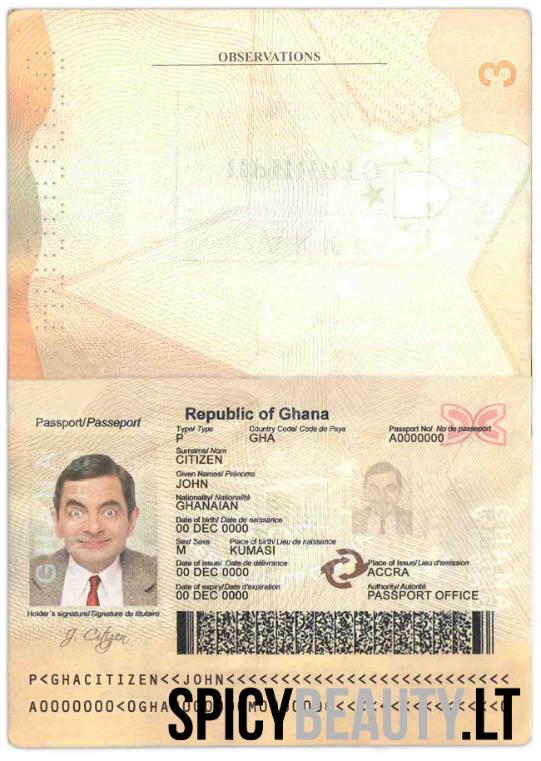 OBSERVATIONS
3
Republic of Ghana
Passport/Passeport
Type/ Type Country Code/ Code de Pays Passport No/ No de passeport
P GHA A0000000
Surname/ Nom
CITIZEN
Given Names/ Prénoms
JOHN
Nationality/ Nationalité
GHANAIAN
Date of birth/ Date de naissance
00 DEC 0000
Sex/ Sexe Place of birth/ Lieu de naissance
M KUMASI
Date of issue/ Date de délivrance Place of Issue/ Lieu d'emission
00 DEC 0000 ACCRA
Date of expiry/ Date d'expiration Authority/ Autorité
00 DEC 0000 PASSPORT OFFICE
GHANA
Holder's signature/ Signature du titulaire
J. Citizen
P<GHACITIZEN<<JOHN<<<<<<<<<<<<<<<<<<<<<<<<<<
A0000000<0GHA
SPICYBEAUTY.LT